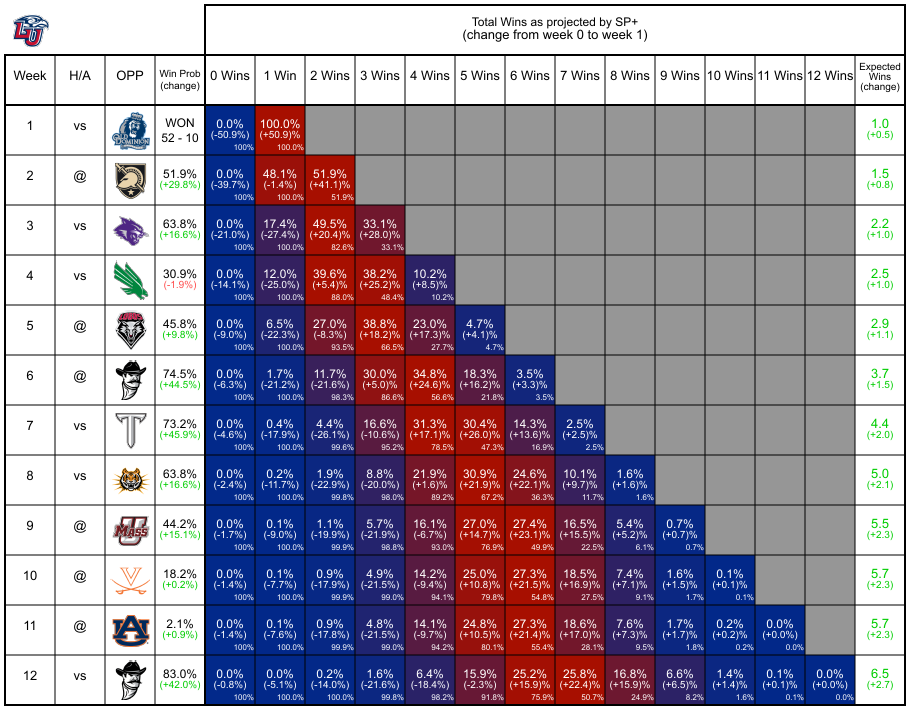 LU
Total Wins as projected by SP+
(change from week 0 to week 1)
Week H/A OPP Win Prob (change) 0 Wins 1 Win 2 Wins 3 Wins 4 Wins 5 Wins 6 Wins 7 Wins 8 Wins 9 Wins 10 Wins 11 Wins 12 Wins Expected Wins (change)
1 vs DOMINION WON 0.0% 100.0% 1.0
52 - 10 (-50.9%) (+50.9)% (+0.5)
100% 100.0%
2 @ 51.9% 0.0% 48.1% 51.9% 1.5
(+29.8%) (-39.7%) (-1.4%) (+41.1)% (+0.8)
100% 100.0% 51.9%
3 vs 63.8% 0.0% 17.4% 49.5% 33.1% 2.2
(+16.6%) (-21.0%) (-27.4%) (+20.4)% (+28.0)% (+1.0)
100% 100.0% 82.6% 33.1%
4 vs 30.9% 0.0% 12.0% 39.6% 38.2% 10.2% 2.5
(-1.9%) (-14.1%) (-25.0%) (+5.4)% (+25.2)% (+8.5)% (+1.0)
100% 100.0% 88.0% 48.4% 10.2%
5 @ 45.8% 0.0% 6.5% 27.0% 38.8% 23.0% 4.7% 2.9
(+9.8%) (-9.0%) (-22.3%) (-8.3%) (+18.2)% (+17.3)% (+4.1)% (+1.1)
100% 100.0% 93.5% 66.5% 27.7% 4.7%
6 @ 74.5% 0.0% 1.7% 11.7% 30.0% 34.8% 18.3% 3.5% 3.7
(+44.5%) (-6.3%) (-21.2%) (-21.6%) (+5.0)% (+24.6)% (+16.2)% (+3.3)% (+1.5)
100% 100.0% 98.3% 86.6% 56.6% 21.8% 3.5%
7 vs T 73.2% 0.0% 0.4% 4.4% 16.6% 31.3% 30.4% 14.3% 2.5% 4.4
(+45.9%) (-4.6%) (-17.9%) (-26.1%) (-10.6%) (+17.1)% (+26.0)% (+13.6)% (+2.5)% (+2.0)
100% 100.0% 99.6% 95.2% 78.5% 47.3% 16.9% 2.5%
8 vs 63.8% 0.0% 0.2% 1.9% 8.8% 21.9% 30.9% 24.6% 10.1% 1.6% 5.0
(+16.6%) (-2.4%) (-11.7%) (-22.9%) (-20.0%) (+1.6)% (+21.9)% (+22.1)% (+9.7)% (+1.6)% (+2.1)
100% 100.0% 99.8% 98.0% 89.2% 67.2% 36.3% 11.7% 1.6%
9 @ UMASS 44.2% 0.0% 0.1% 1.1% 5.7% 16.1% 27.0% 27.4% 16.5% 5.4% 0.7% 5.5
(+15.1%) (-1.7%) (-9.0%) (-19.9%) (-21.9%) (-6.7%) (+14.7)% (+23.1)% (+15.5)% (+5.2)% (+0.7)% (+2.3)
100% 100.0% 99.9% 98.8% 93.0% 76.9% 49.9% 22.5% 6.1% 0.7%
10 @ V 18.2% 0.0% 0.1% 0.9% 4.9% 14.2% 25.0% 27.3% 18.5% 7.4% 1.6% 0.1% 5.7
(+0.2%) (-1.4%) (-7.7%) (-17.9%) (-21.5%) (-9.4%) (+10.8)% (+21.5)% (+16.9)% (+7.1)% (+1.5)% (+0.1)% (+2.3)
100% 100.0% 99.9% 99.0% 94.1% 79.8% 54.8% 27.5% 9.1% 1.7% 0.1%
11 @ AU 2.1% 0.0% 0.1% 0.9% 4.8% 14.1% 24.8% 27.3% 18.6% 7.6% 1.7% 0.2% 0.0% 5.7
(+0.9%) (-1.4%) (-7.6%) (-17.8%) (-21.5%) (-9.7%) (+10.5)% (+21.4)% (+17.0)% (+7.3)% (+1.7)% (+0.2)% (+0.0)% (+2.3)
100% 100.0% 99.9% 99.0% 94.2% 80.1% 55.4% 28.1% 9.5% 1.8% 0.2% 0.0%
12 vs 83.0% 0.0% 0.0% 0.2% 1.6% 6.4% 15.9% 25.2% 25.8% 16.8% 6.6% 1.4% 0.1% 0.0% 6.5
(+42.0%) (-0.8%) (-5.1%) (-14.0%) (-21.6%) (-18.4%) (-2.3%) (+15.9)% (+22.4)% (+15.9)% (+6.5)% (+1.4)% (+0.1)% (+0.0)% (+2.7)
100% 100.0% 100.0% 99.8% 98.2% 91.8% 75.9% 50.7% 24.9% 8.2% 1.6% 0.1% 0.0%